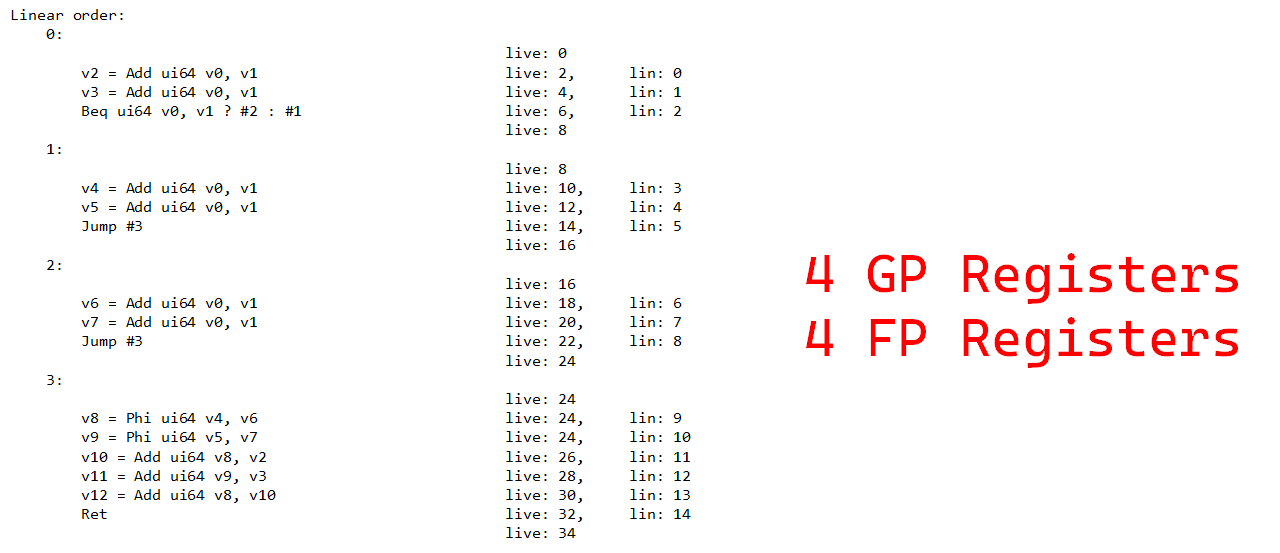 Linear order:
0:
live: 0
v2 = Add ui64 v0, v1 live: 2, lin: 0
v3 = Add ui64 v0, v1 live: 4, lin: 1
Beq ui64 v0, v1 ? #2 : #1 live: 6, lin: 2
live: 8
1:
live: 8
v4 = Add ui64 v0, v1 live: 10, lin: 3
v5 = Add ui64 v0, v1 live: 12, lin: 4
Jump #3 live: 14, lin: 5
live: 16
2:
live: 16
v6 = Add ui64 v0, v1 live: 18, lin: 6
v7 = Add ui64 v0, v1 live: 20, lin: 7
Jump #3 live: 22, lin: 8
live: 24
3:
live: 24
v8 = Phi ui64 v4, v6 live: 24, lin: 9
v9 = Phi ui64 v5, v7 live: 24, lin: 10
v10 = Add ui64 v8, v2 live: 26, lin: 11
v11 = Add ui64 v9, v3 live: 28, lin: 12
v12 = Add ui64 v8, v10 live: 30, lin: 13
Ret live: 32, lin: 14
live: 34
4 GP Registers
4 FP Registers